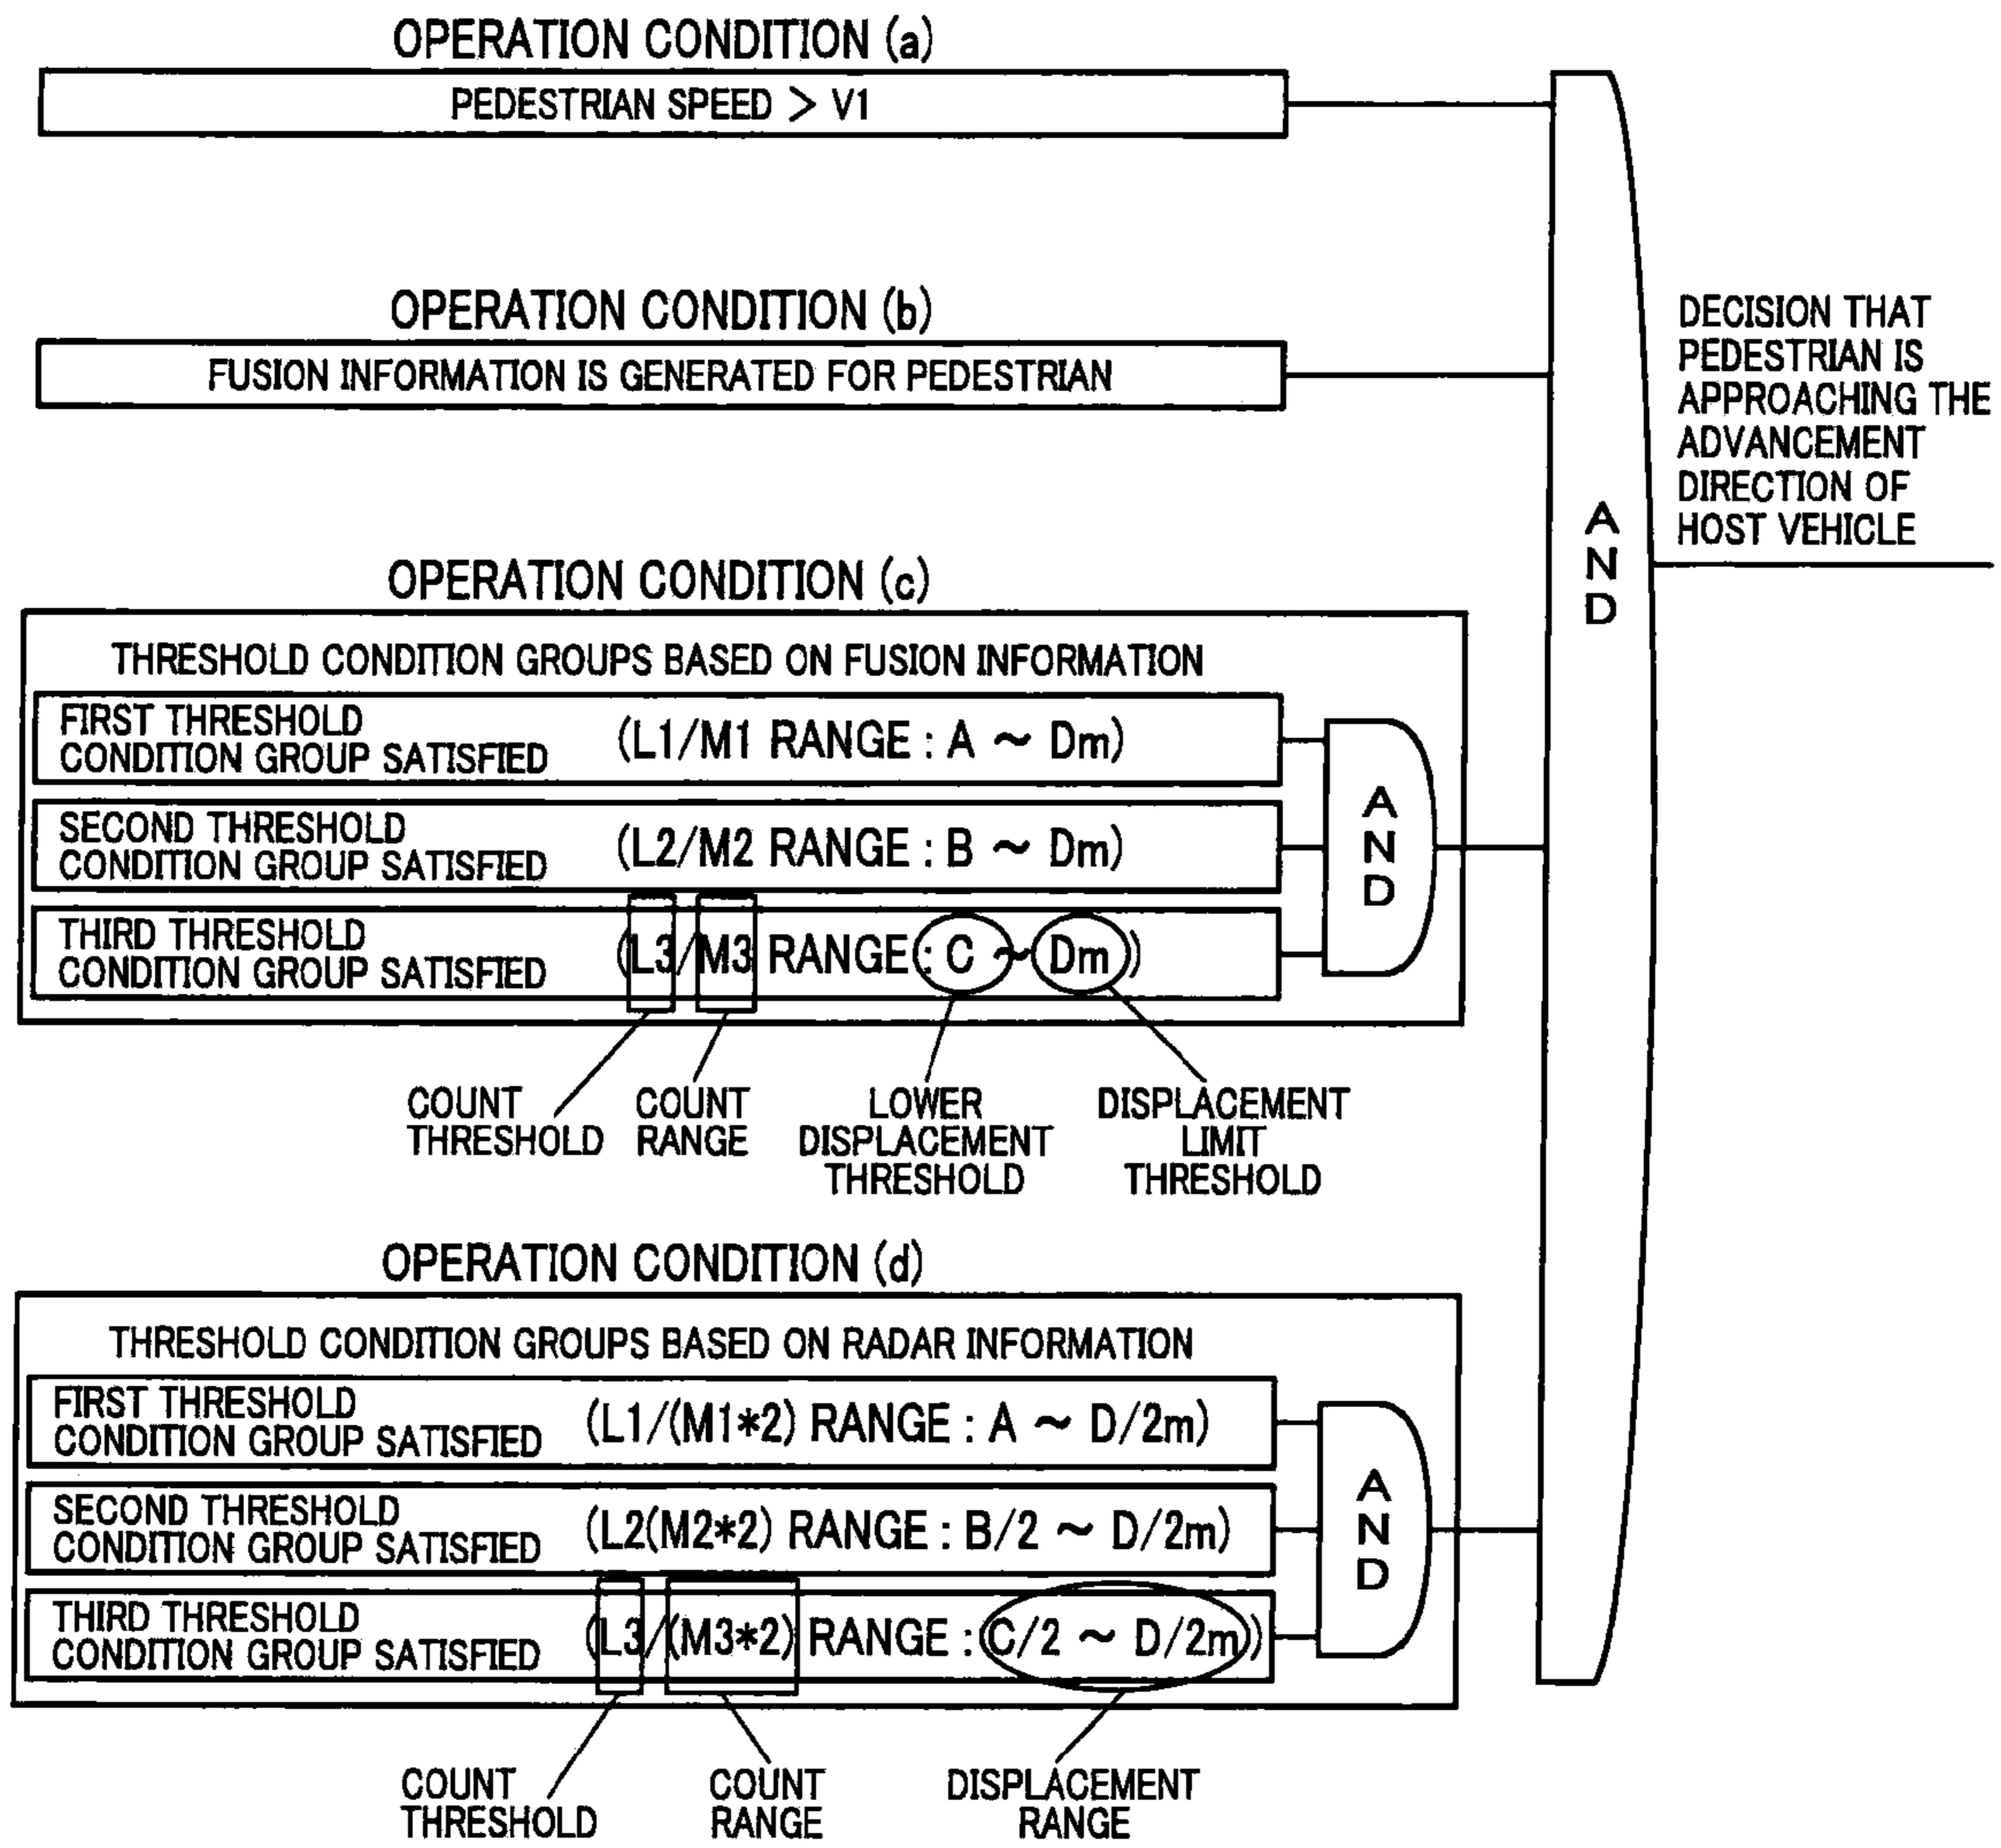 OPERATION CONDITION (a)
PEDESTRIAN SPEED > V1
OPERATION CONDITION (b)
FUSION INFORMATION IS GENERATED FOR PEDESTRIAN
DECISION THAT
PEDESTRIAN IS
APPROACHING THE
ADVANCEMENT
DIRECTION OF
HOST VEHICLE
AND
OPERATION CONDITION (c)
THRESHOLD CONDITION GROUPS BASED ON FUSION INFORMATION
FIRST THRESHOLD
CONDITION GROUP SATISFIED
(L1/M1 RANGE : A ~ Dm)
SECOND THRESHOLD
CONDITION GROUP SATISFIED
(L2/M2 RANGE : B ~ Dm)
THIRD THRESHOLD
CONDITION GROUP SATISFIED
(L3/M3 RANGE : C ~ Dm)
AND
COUNT
THRESHOLD
COUNT
RANGE
LOWER
DISPLACEMENT
THRESHOLD
DISPLACEMENT
LIMIT
THRESHOLD
OPERATION CONDITION (d)
THRESHOLD CONDITION GROUPS BASED ON RADAR INFORMATION
FIRST THRESHOLD
CONDITION GROUP SATISFIED
(L1/(M1*2) RANGE : A ~ D/2m)
SECOND THRESHOLD
CONDITION GROUP SATISFIED
(L2(M2*2) RANGE : B/2 ~ D/2m)
THIRD THRESHOLD
CONDITION GROUP SATISFIED
(L3/(M3*2) RANGE : C/2 ~ D/2m)
AND
COUNT
THRESHOLD
COUNT
RANGE
DISPLACEMENT
RANGE